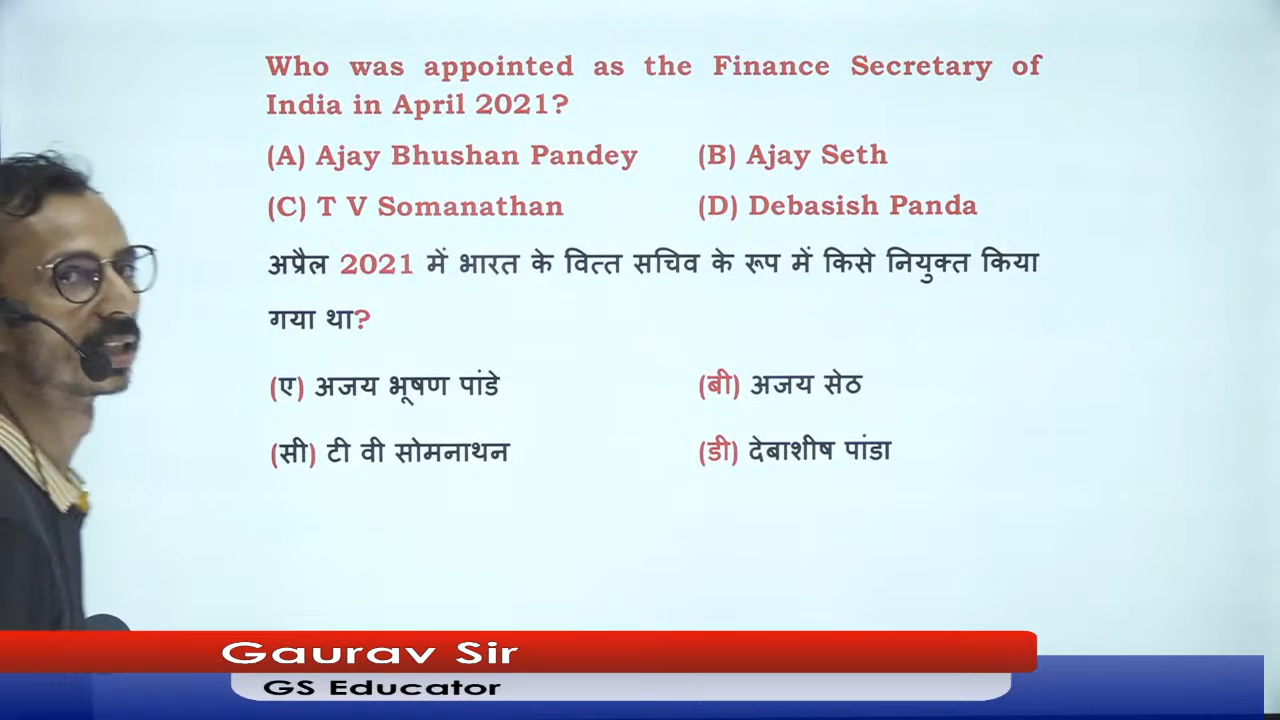 Who was appointed as the Finance Secretary of
India in April 2021?
(A) Ajay Bhushan Pandey (B) Ajay Seth
(C) T V Somanathan (D) Debasish Panda
अप्रैल 2021 में भारत के वित्त सचिव के रूप में किसे नियुक्त किया
गया था?
(ए) अजय भूषण पांडे (बी) अजय सेठ
(सी) टी वी सोमनाथन (डी) देबाशीष पांडा
Gaurav Sir
GS Educator